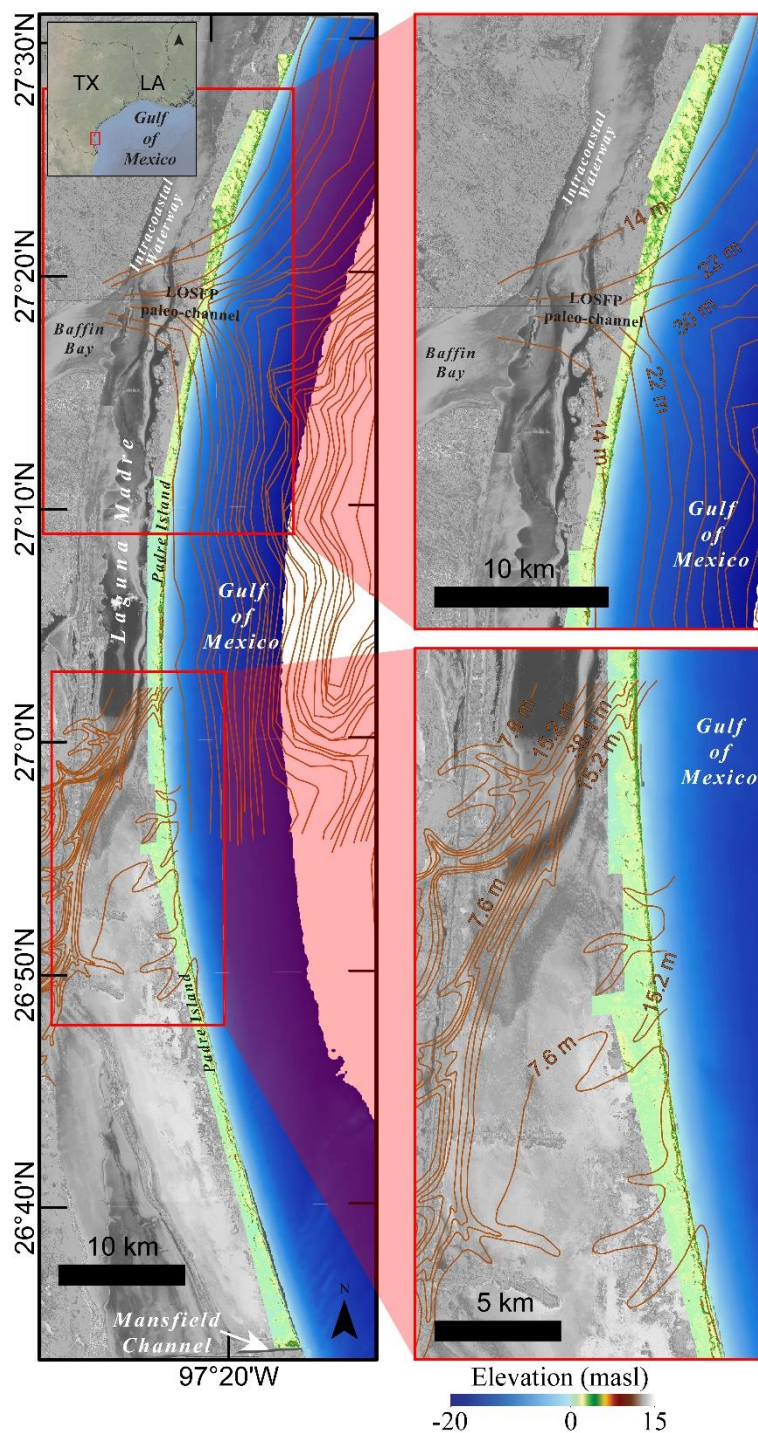 27°30'N
27°20'N
27°10'N
27°0'N
26°50'N
26°40'N
97°20'W
TX
LA
Gulf
of
Mexico
Intracoastal
Waterway
LOSFP
paleo-channel
Baffin
Bay
Laguna Madre
Padre Island
Gulf
of
Mexico
Padre Island
10 km
N
Mansfield
Channel
Intracoastal
Waterway
14 m
22 m
30 m
LOSFP
paleo-channel
Baffin
Bay
22 m
14 m
Gulf
of
Mexico
10 km
7.9 m
15.2 m
38.1 m
15.2 m
Gulf
of
Mexico
7.6 m
15.2 m
7.6 m
5 km
Elevation (masl)
-20
0
15